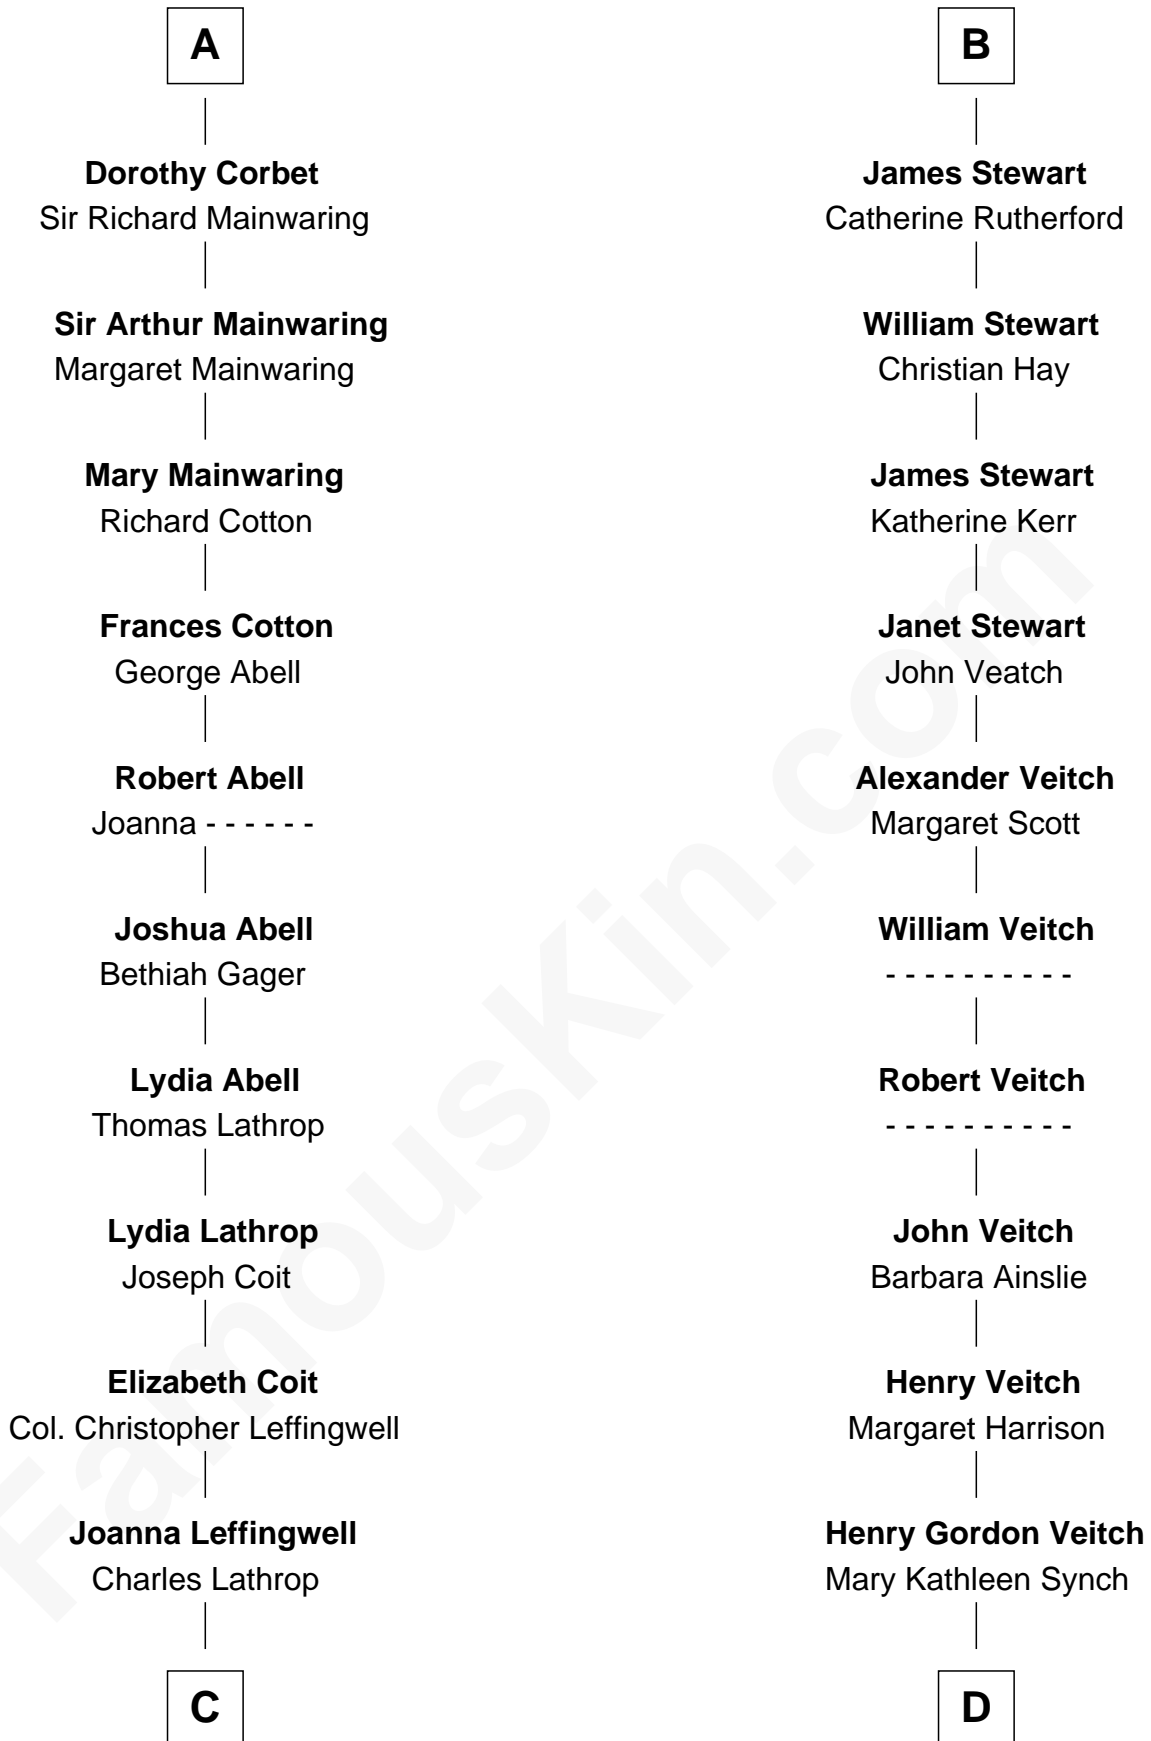 A
Dorothy Corbet
Sir Richard Mainwaring
Sir Arthur Mainwaring
Margaret Mainwaring
Mary Mainwaring
Richard Cotton
Frances Cotton
George Abell
Robert Abell
Joanna - - - - - -
Joshua Abell
Bethiah Gager
Lydia Abell
Thomas Lathrop
Lydia Lathrop
Joseph Coit
Elizabeth Coit
Col. Christopher Leffingwell
Joanna Leffingwell
Charles Lathrop
C
B
James Stewart
Catherine Rutherford
William Stewart
Christian Hay
James Stewart
Katherine Kerr
Janet Stewart
John Veatch
Alexander Veitch
Margaret Scott
William Veitch
- - - - - - - - - -
Robert Veitch
- - - - - - - - - -
John Veitch
Barbara Ainslie
Henry Veitch
Margaret Harrison
Henry Gordon Veitch
Mary Kathleen Synch
D
FamousKin.com